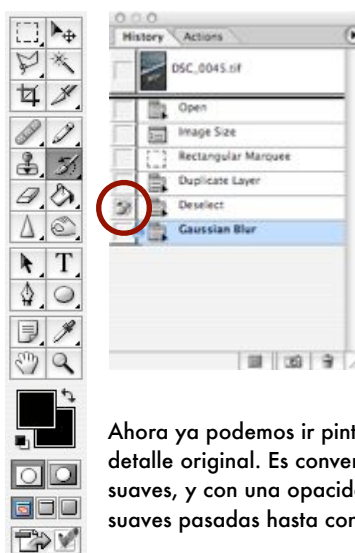 History Actions
DSC_0045.tif
Open
Image Size
Rectangular Marquee
Duplicate Layer
Deselect
Gaussian Blur
T
Ahora ya podemos ir pint
detalle original. Es conver
suaves, y con una opacid
suaves pasadas hasta con